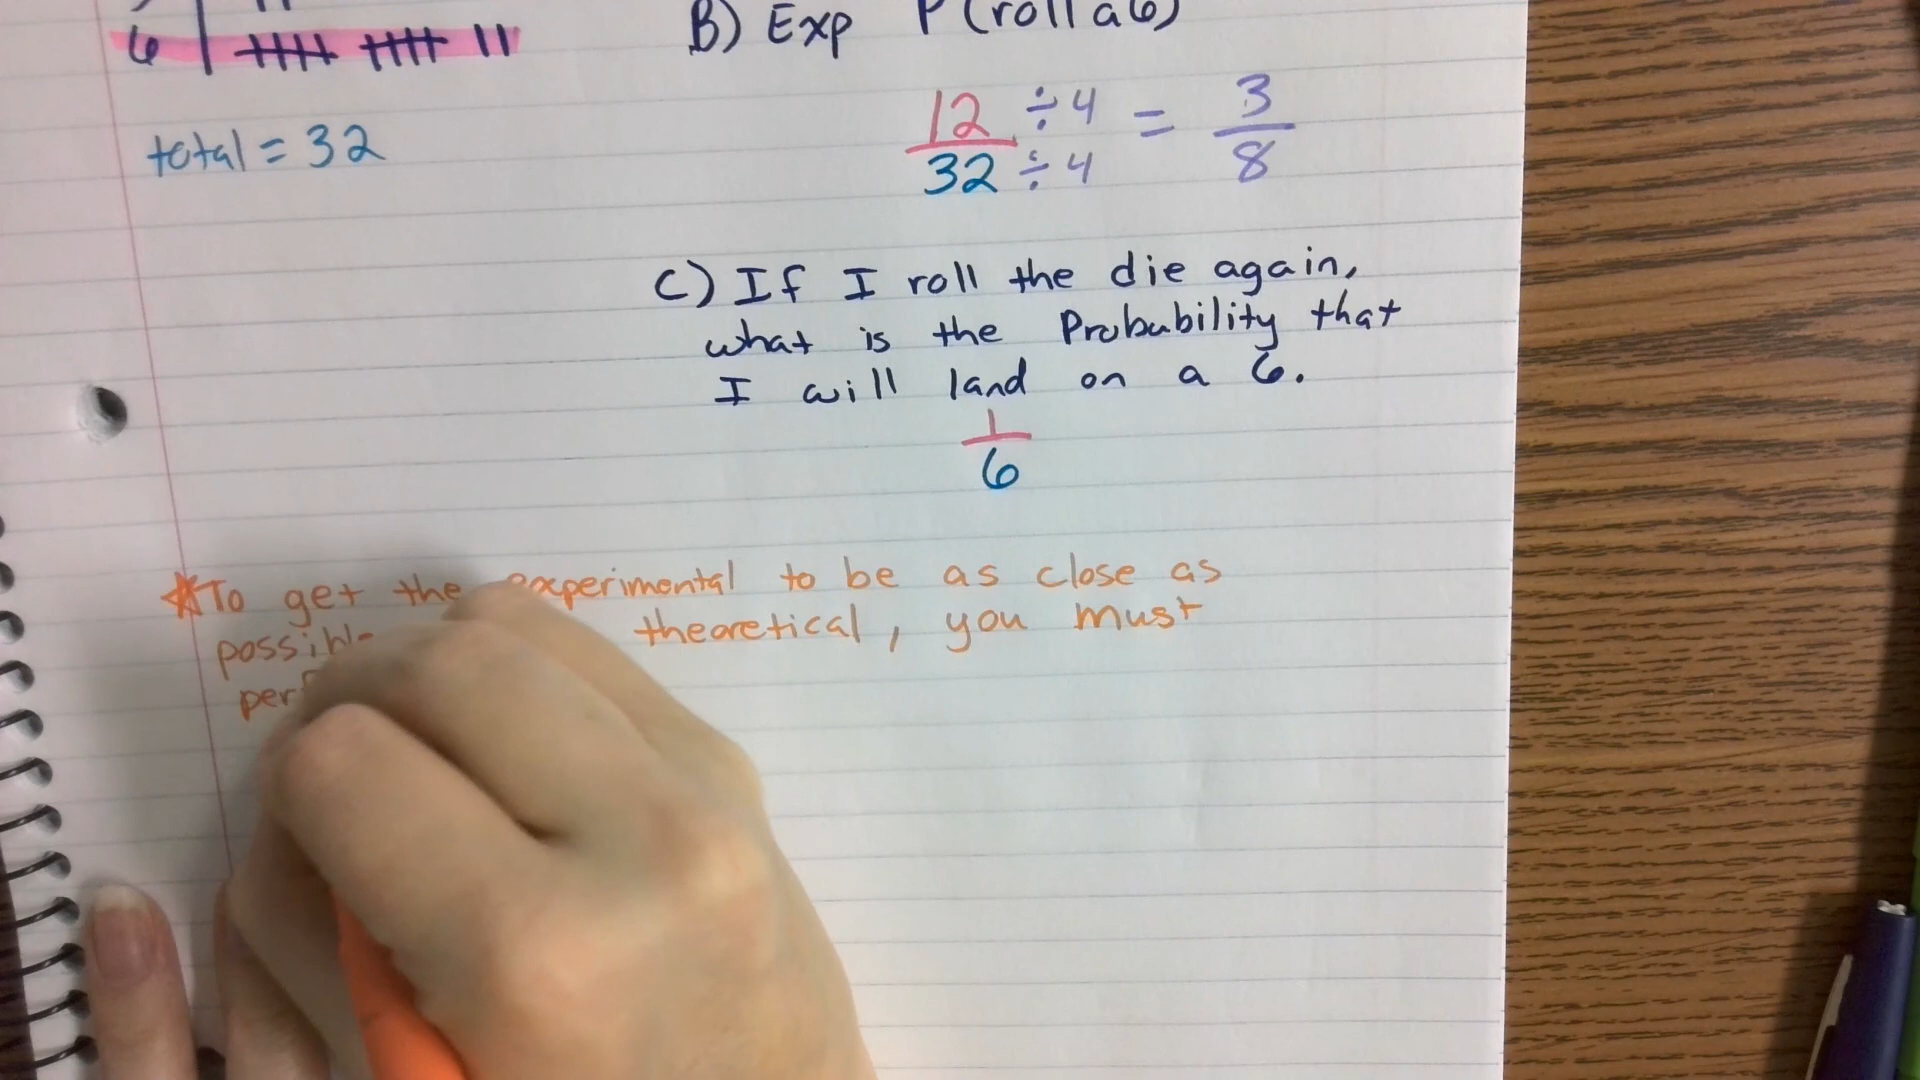 6 | 𝍸 𝍸 ||
B) Exp P(roll a 6)
total = 32
12 ÷ 4 = 3
32 ÷ 4 8
C) If I roll the die again,
what is the Probability that
I will land on a 6.
1
6
*To get the experimental to be as close as
theoretical, you must